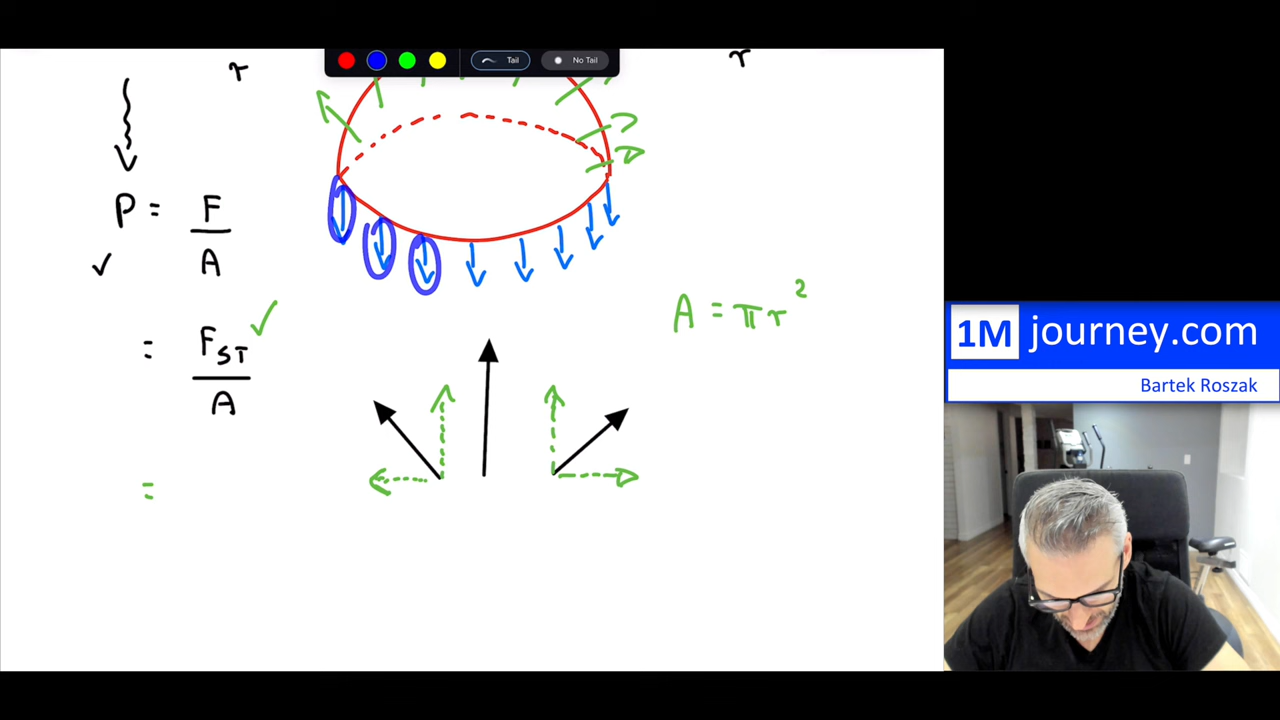 r
r
Tail
No Tail
P = F / A
✓
= F_ST / A ✓
=
A = πr²
1M journey.com
Bartek Roszak